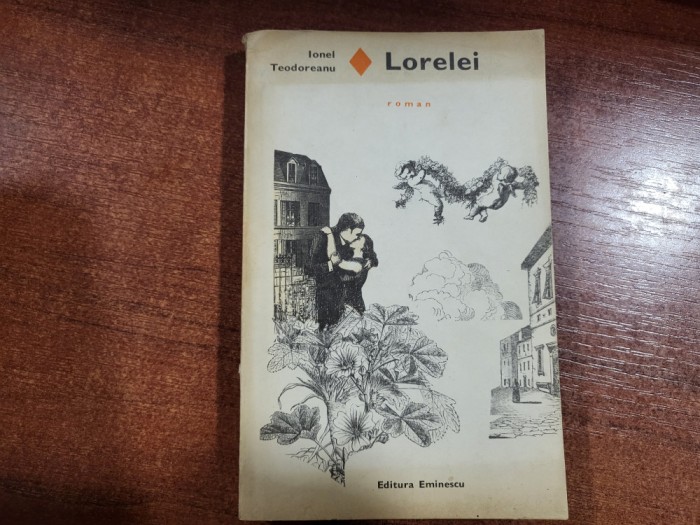 Ionel
Teodoreanu
Lorelei
roman
Editura Eminescu